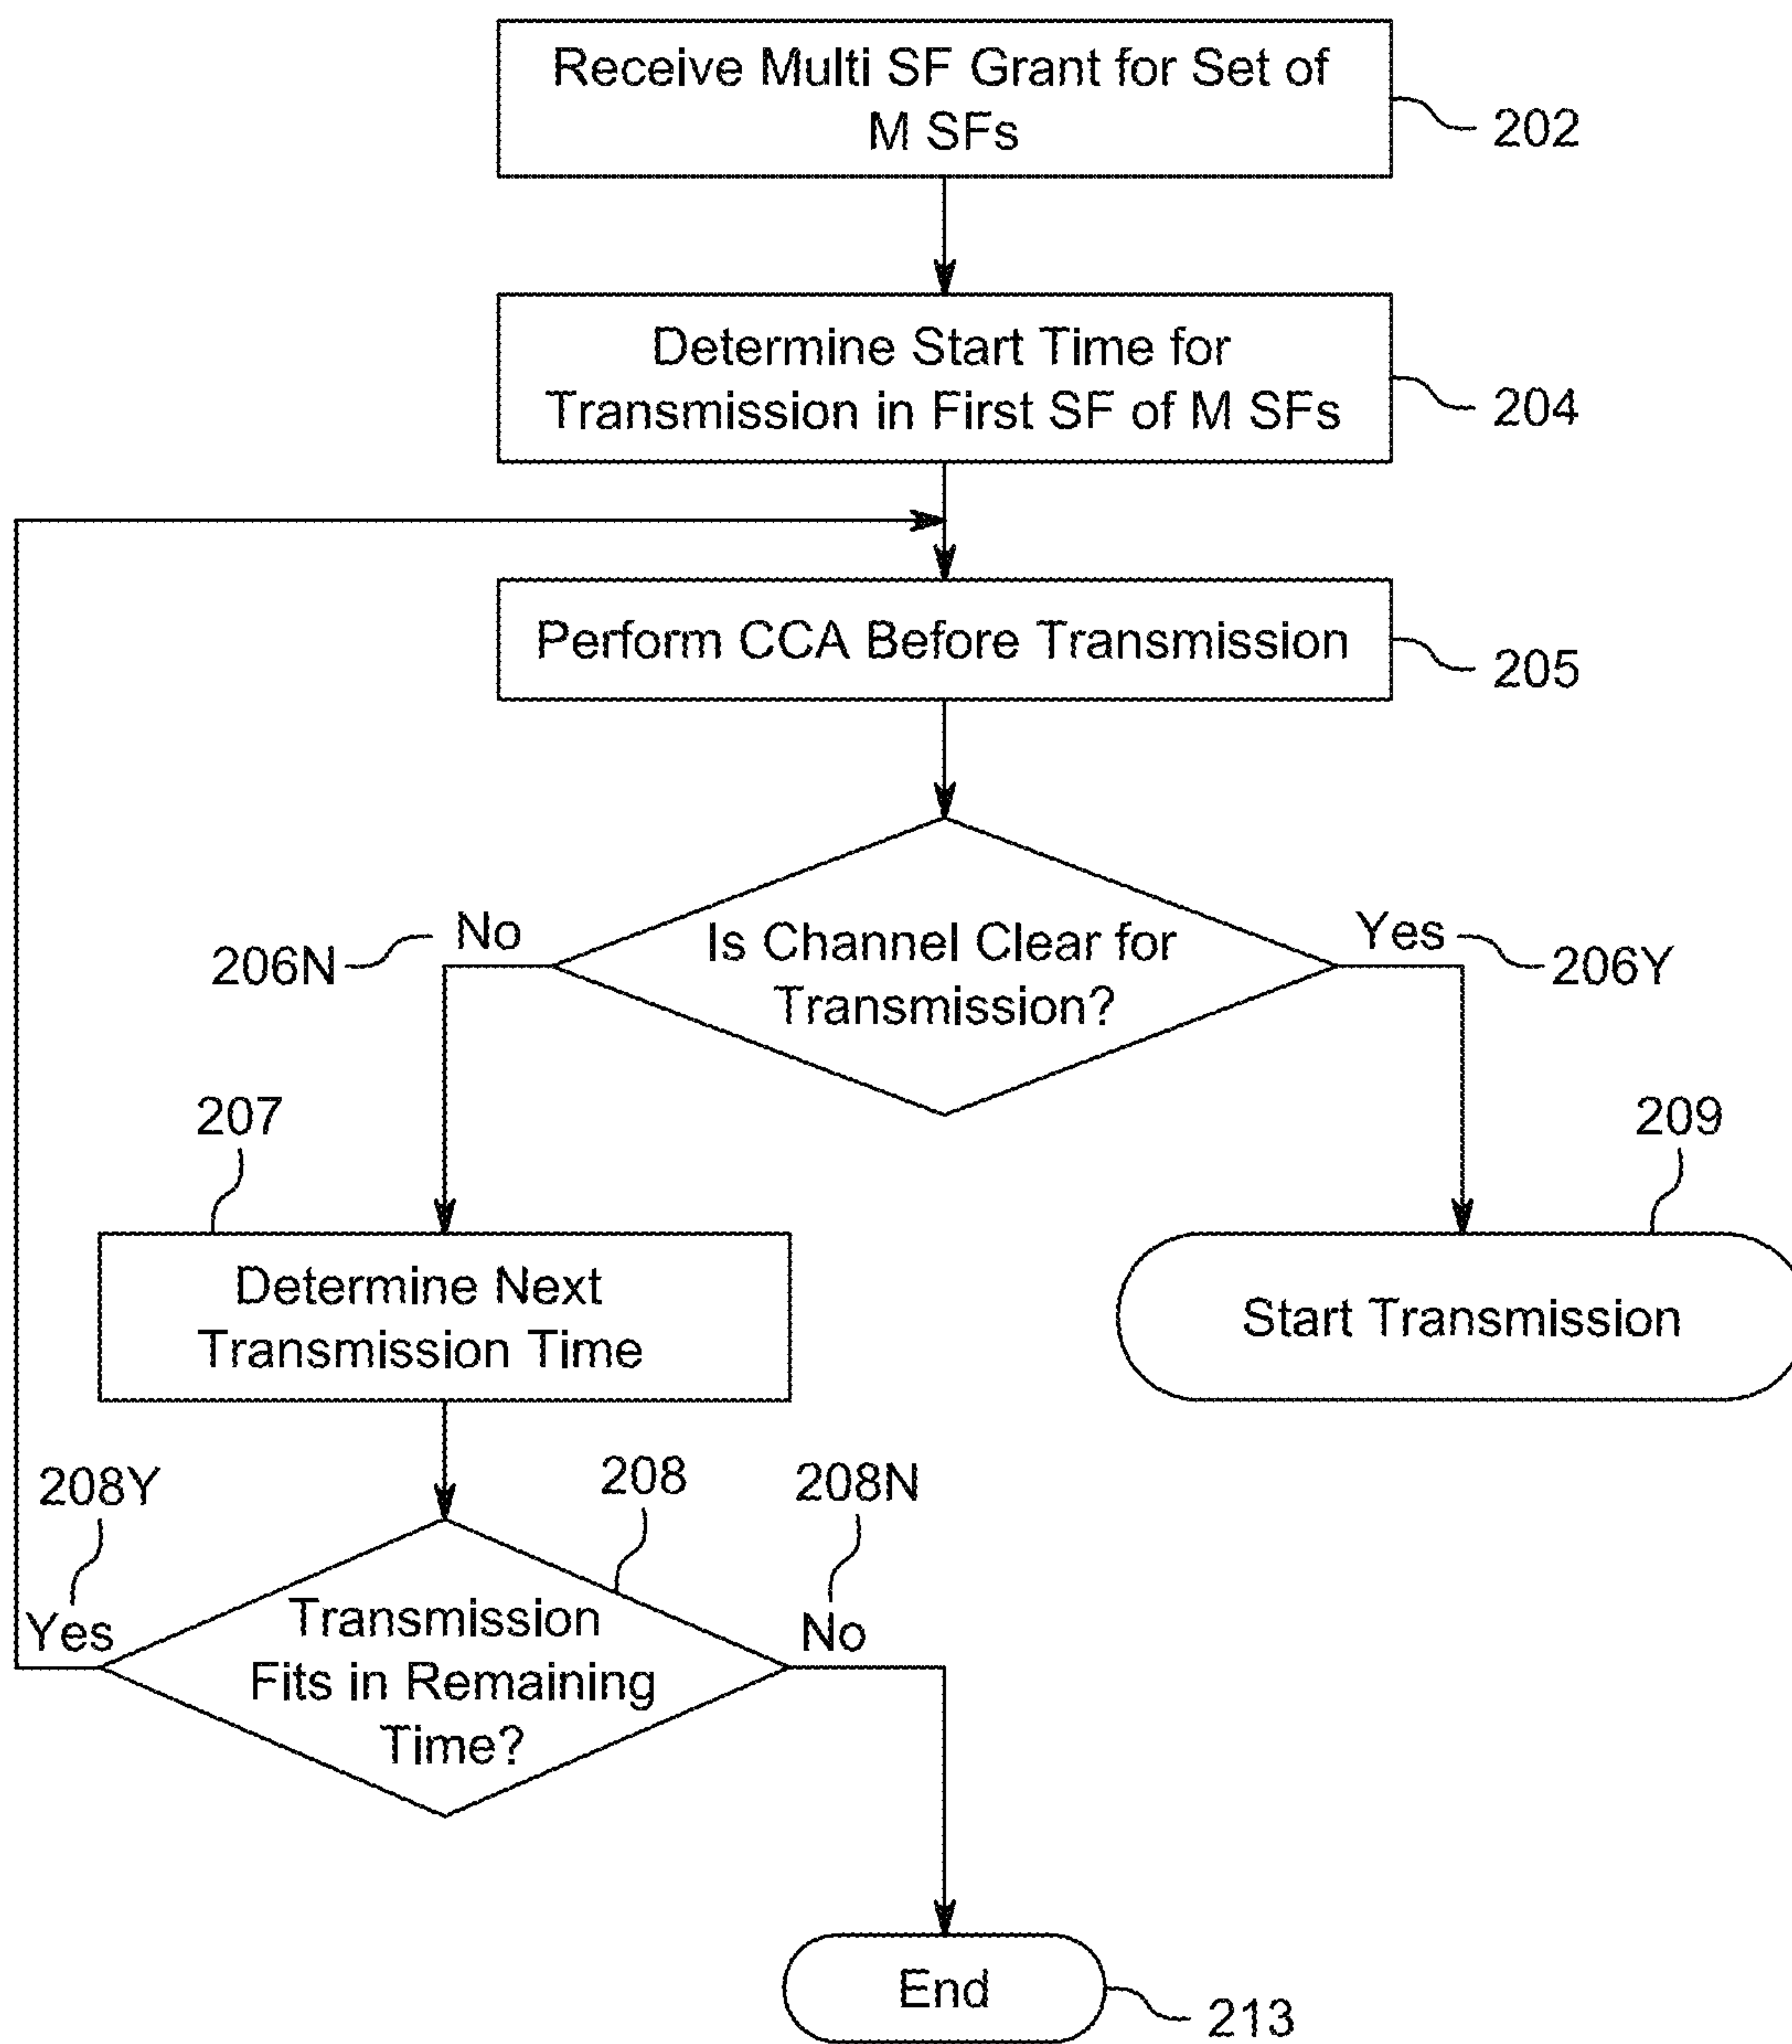 Receive Multi SF Grant for Set of
M SFs
202
Determine Start Time for
Transmission in First SF of M SFs
204
Perform CCA Before Transmission
205
Is Channel Clear for
Transmission?
No
206N
Yes
206Y
207
Determine Next
Transmission Time
209
Start Transmission
208Y
208
208N
Yes
Transmission
Fits in Remaining
Time?
No
End
213